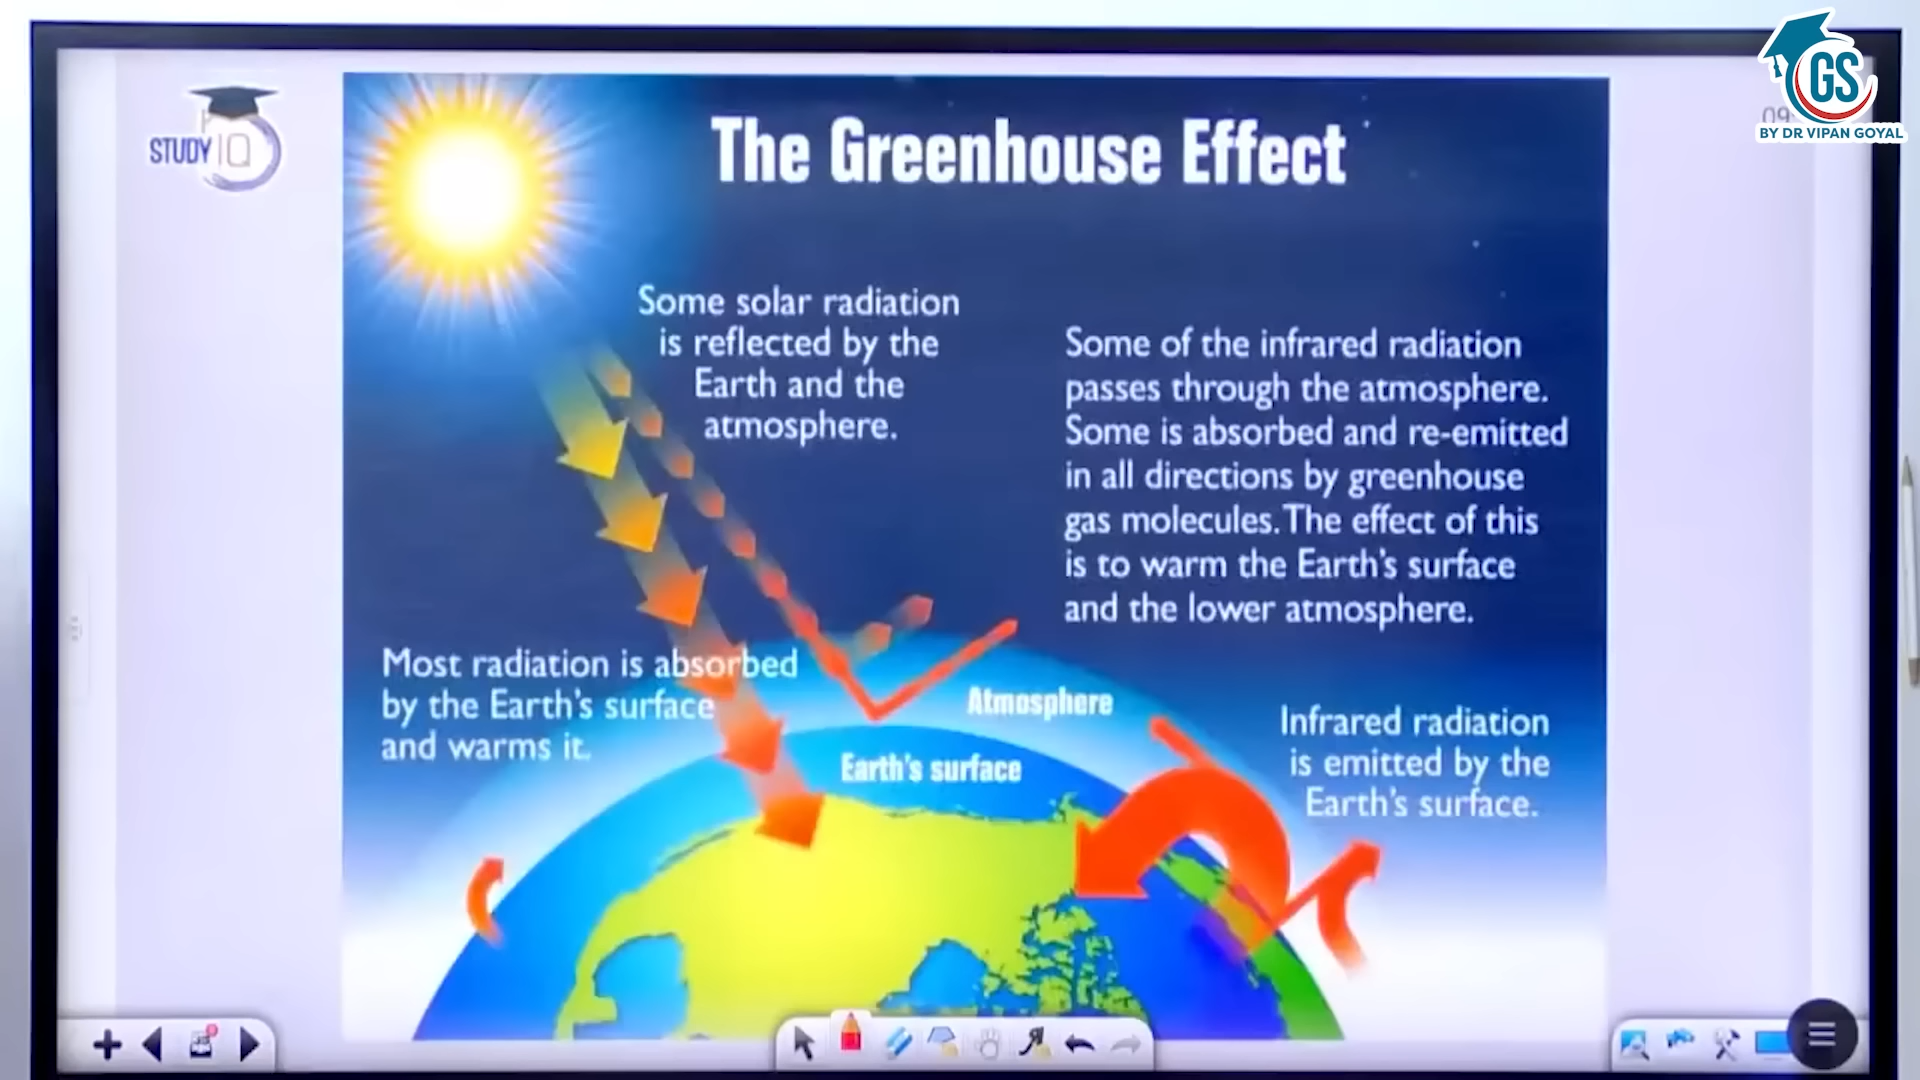 The Greenhouse Effect
STUDY IQ
GS
BY DR VIPAN GOYAL
Some solar radiation
is reflected by the
Earth and the
atmosphere.
Some of the infrared radiation
passes through the atmosphere.
Some is absorbed and re-emitted
in all directions by greenhouse
gas molecules. The effect of this
is to warm the Earth's surface
and the lower atmosphere.
Most radiation is absorbed
by the Earth's surface
and warms it.
Atmosphere
Earth's surface
Infrared radiation
is emitted by the
Earth's surface.